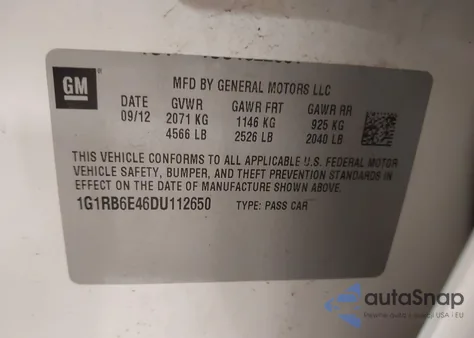 GM
MFD BY GENERAL MOTORS LLC
DATE GVWR GAWR FRT GAWR RR
09/12 2071 KG 1146 KG 925 KG
4566 LB 2526 LB 2040 LB
THIS VEHICLE CONFORMS TO ALL APPLICABLE U.S. FEDERAL MOTOR
VEHICLE SAFETY, BUMPER, AND THEFT PREVENTION STANDARDS IN
EFFECT ON THE DATE OF MANUFACTURE SHOWN ABOVE.
1G1RB6E46DU112650 TYPE: PASS CAR
autoSnap
USA i EU